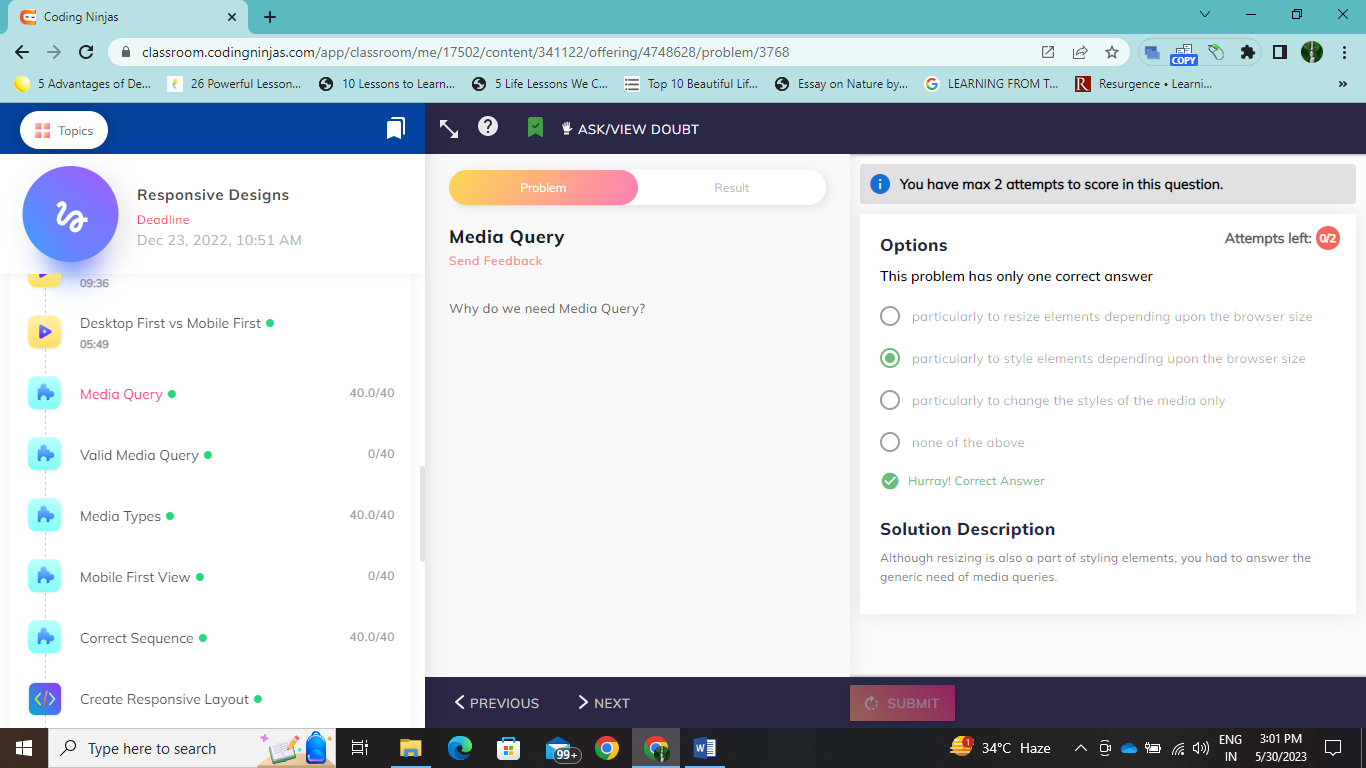 Coding Ninjas
classroom.codingninjas.com/app/classroom/me/17502/content/341122/offering/4748628/problem/3768
COPY
5 Advantages of De...
26 Powerful Lesson...
10 Lessons to Learn...
5 Life Lessons We C...
Top 10 Beautiful Lif...
Essay on Nature by...
LEARNING FROM T...
R
Resurgence • Learni...
»
Topics
ASK/VIEW DOUBT
Responsive Designs
Deadline
Dec 23, 2022, 10:51 AM
09:36
Desktop First vs Mobile First
05:49
Media Query 40.0/40
Valid Media Query 0/40
Media Types 40.0/40
Mobile First View 0/40
Correct Sequence 40.0/40
Create Responsive Layout
Problem
Result
Media Query
Send Feedback
Why do we need Media Query?
PREVIOUS
NEXT
You have max 2 attempts to score in this question.
Options
Attempts left: 0/2
This problem has only one correct answer
particularly to resize elements depending upon the browser size
particularly to style elements depending upon the browser size
particularly to change the styles of the media only
none of the above
Hurray! Correct Answer
Solution Description
Although resizing is also a part of styling elements, you had to answer the
generic need of media queries.
SUBMIT
Type here to search
99+
34°C Haze
ENG
IN
3:01 PM
5/30/2023